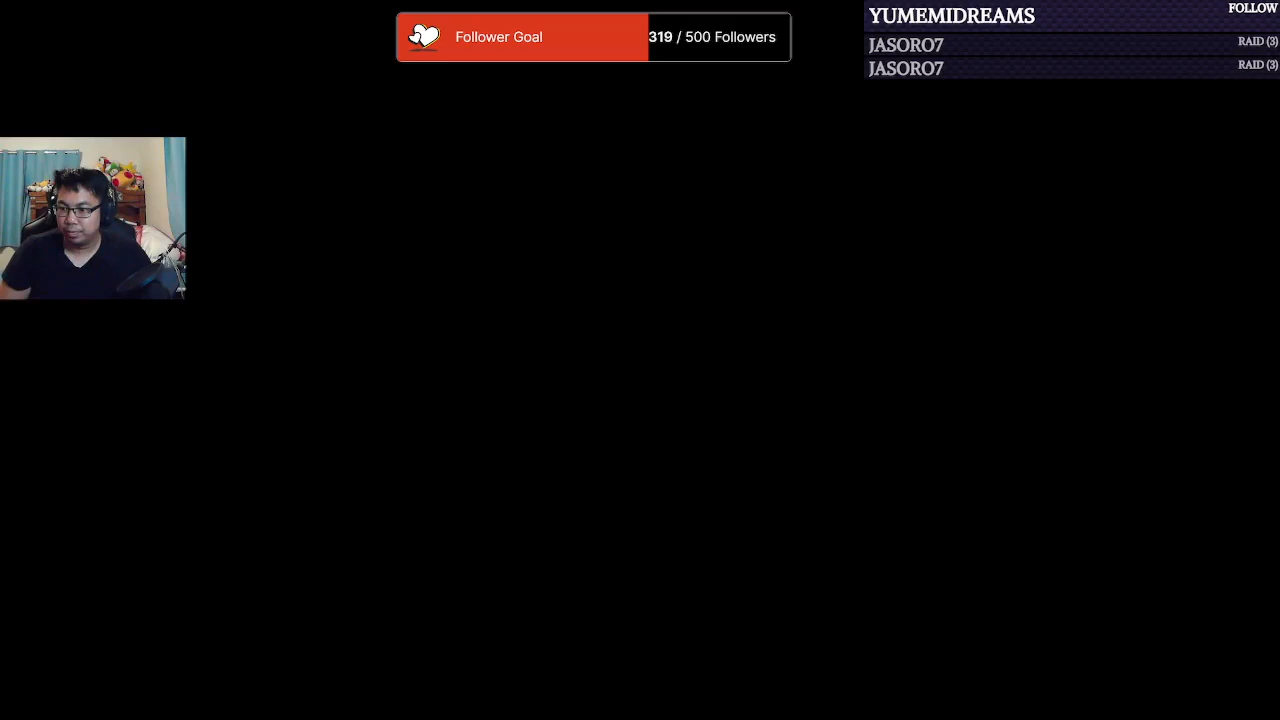 Follower Goal
319 / 500 Followers
YUMEMIDREAMS FOLLOW
JASORO7 RAID (3)
JASORO7 RAID (3)